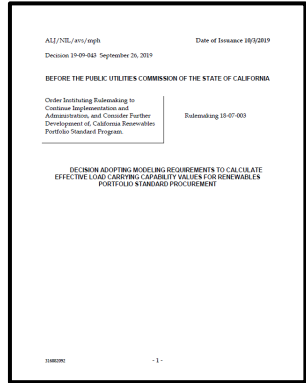 ALJ/NIL/avs/mph Date of Issuance 10/3/2019
Decision 19-09-043 September 26, 2019
BEFORE THE PUBLIC UTILITIES COMMISSION OF THE STATE OF CALIFORNIA
Order Instituting Rulemaking to
Continue Implementation and
Administration, and Consider Further
Development of, California Renewables
Portfolio Standard Program.
Rulemaking 18-07-003
DECISION ADOPTING MODELING REQUIREMENTS TO CALCULATE
EFFECTIVE LOAD CARRYING CAPABILITY VALUES FOR RENEWABLES
PORTFOLIO STANDARD PROCUREMENT
316002092 - 1 -